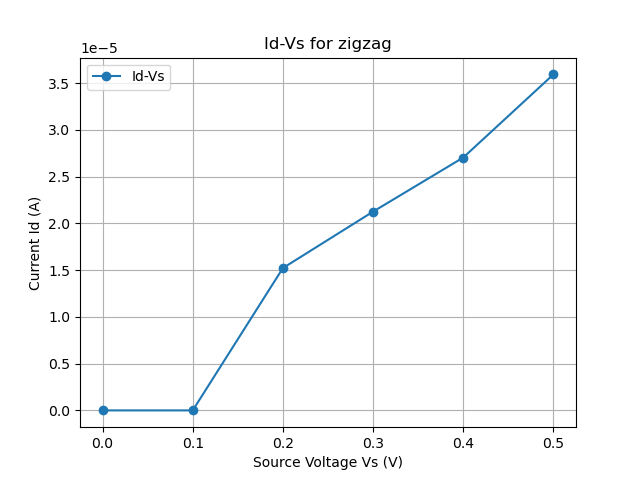 Id-Vs for zigzag
1e−5
Id-Vs
3.5
3.0
2.5
2.0
1.5
1.0
0.5
0.0
Current Id (A)
0.0 0.1 0.2 0.3 0.4 0.5
Source Voltage Vs (V)